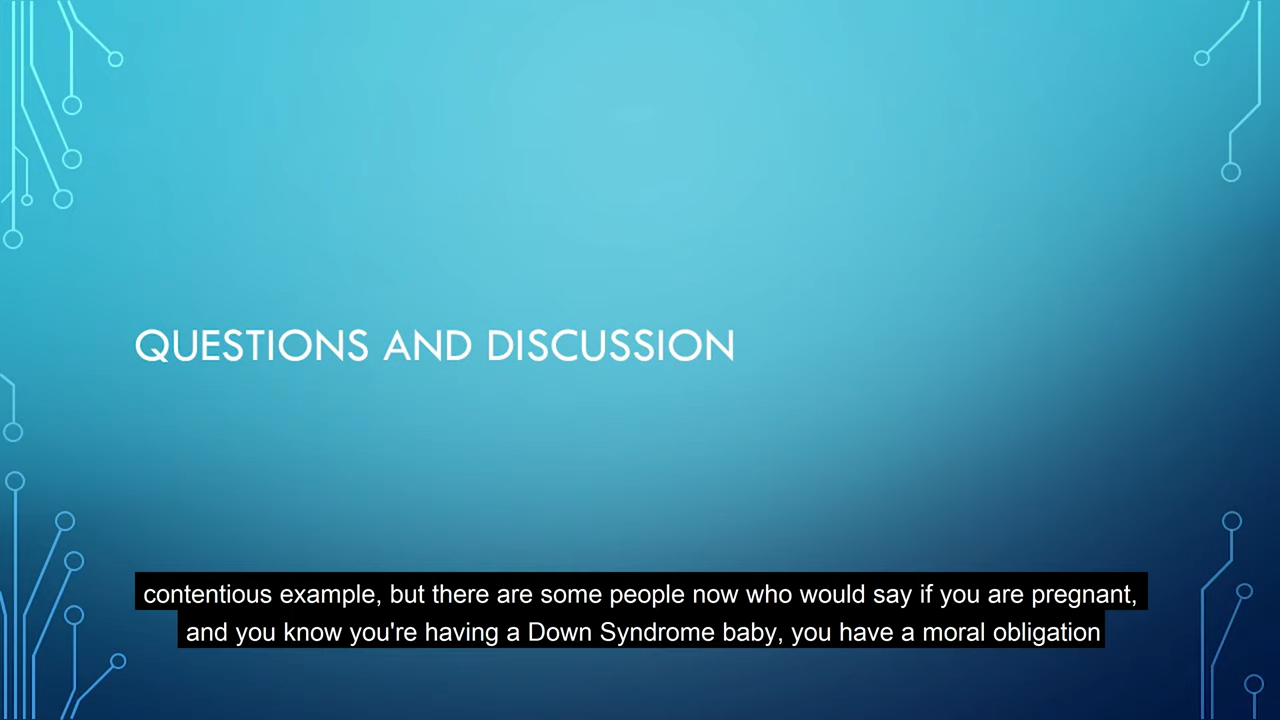 QUESTIONS AND DISCUSSION
contentious example, but there are some people now who would say if you are pregnant,
and you know you're having a Down Syndrome baby, you have a moral obligation